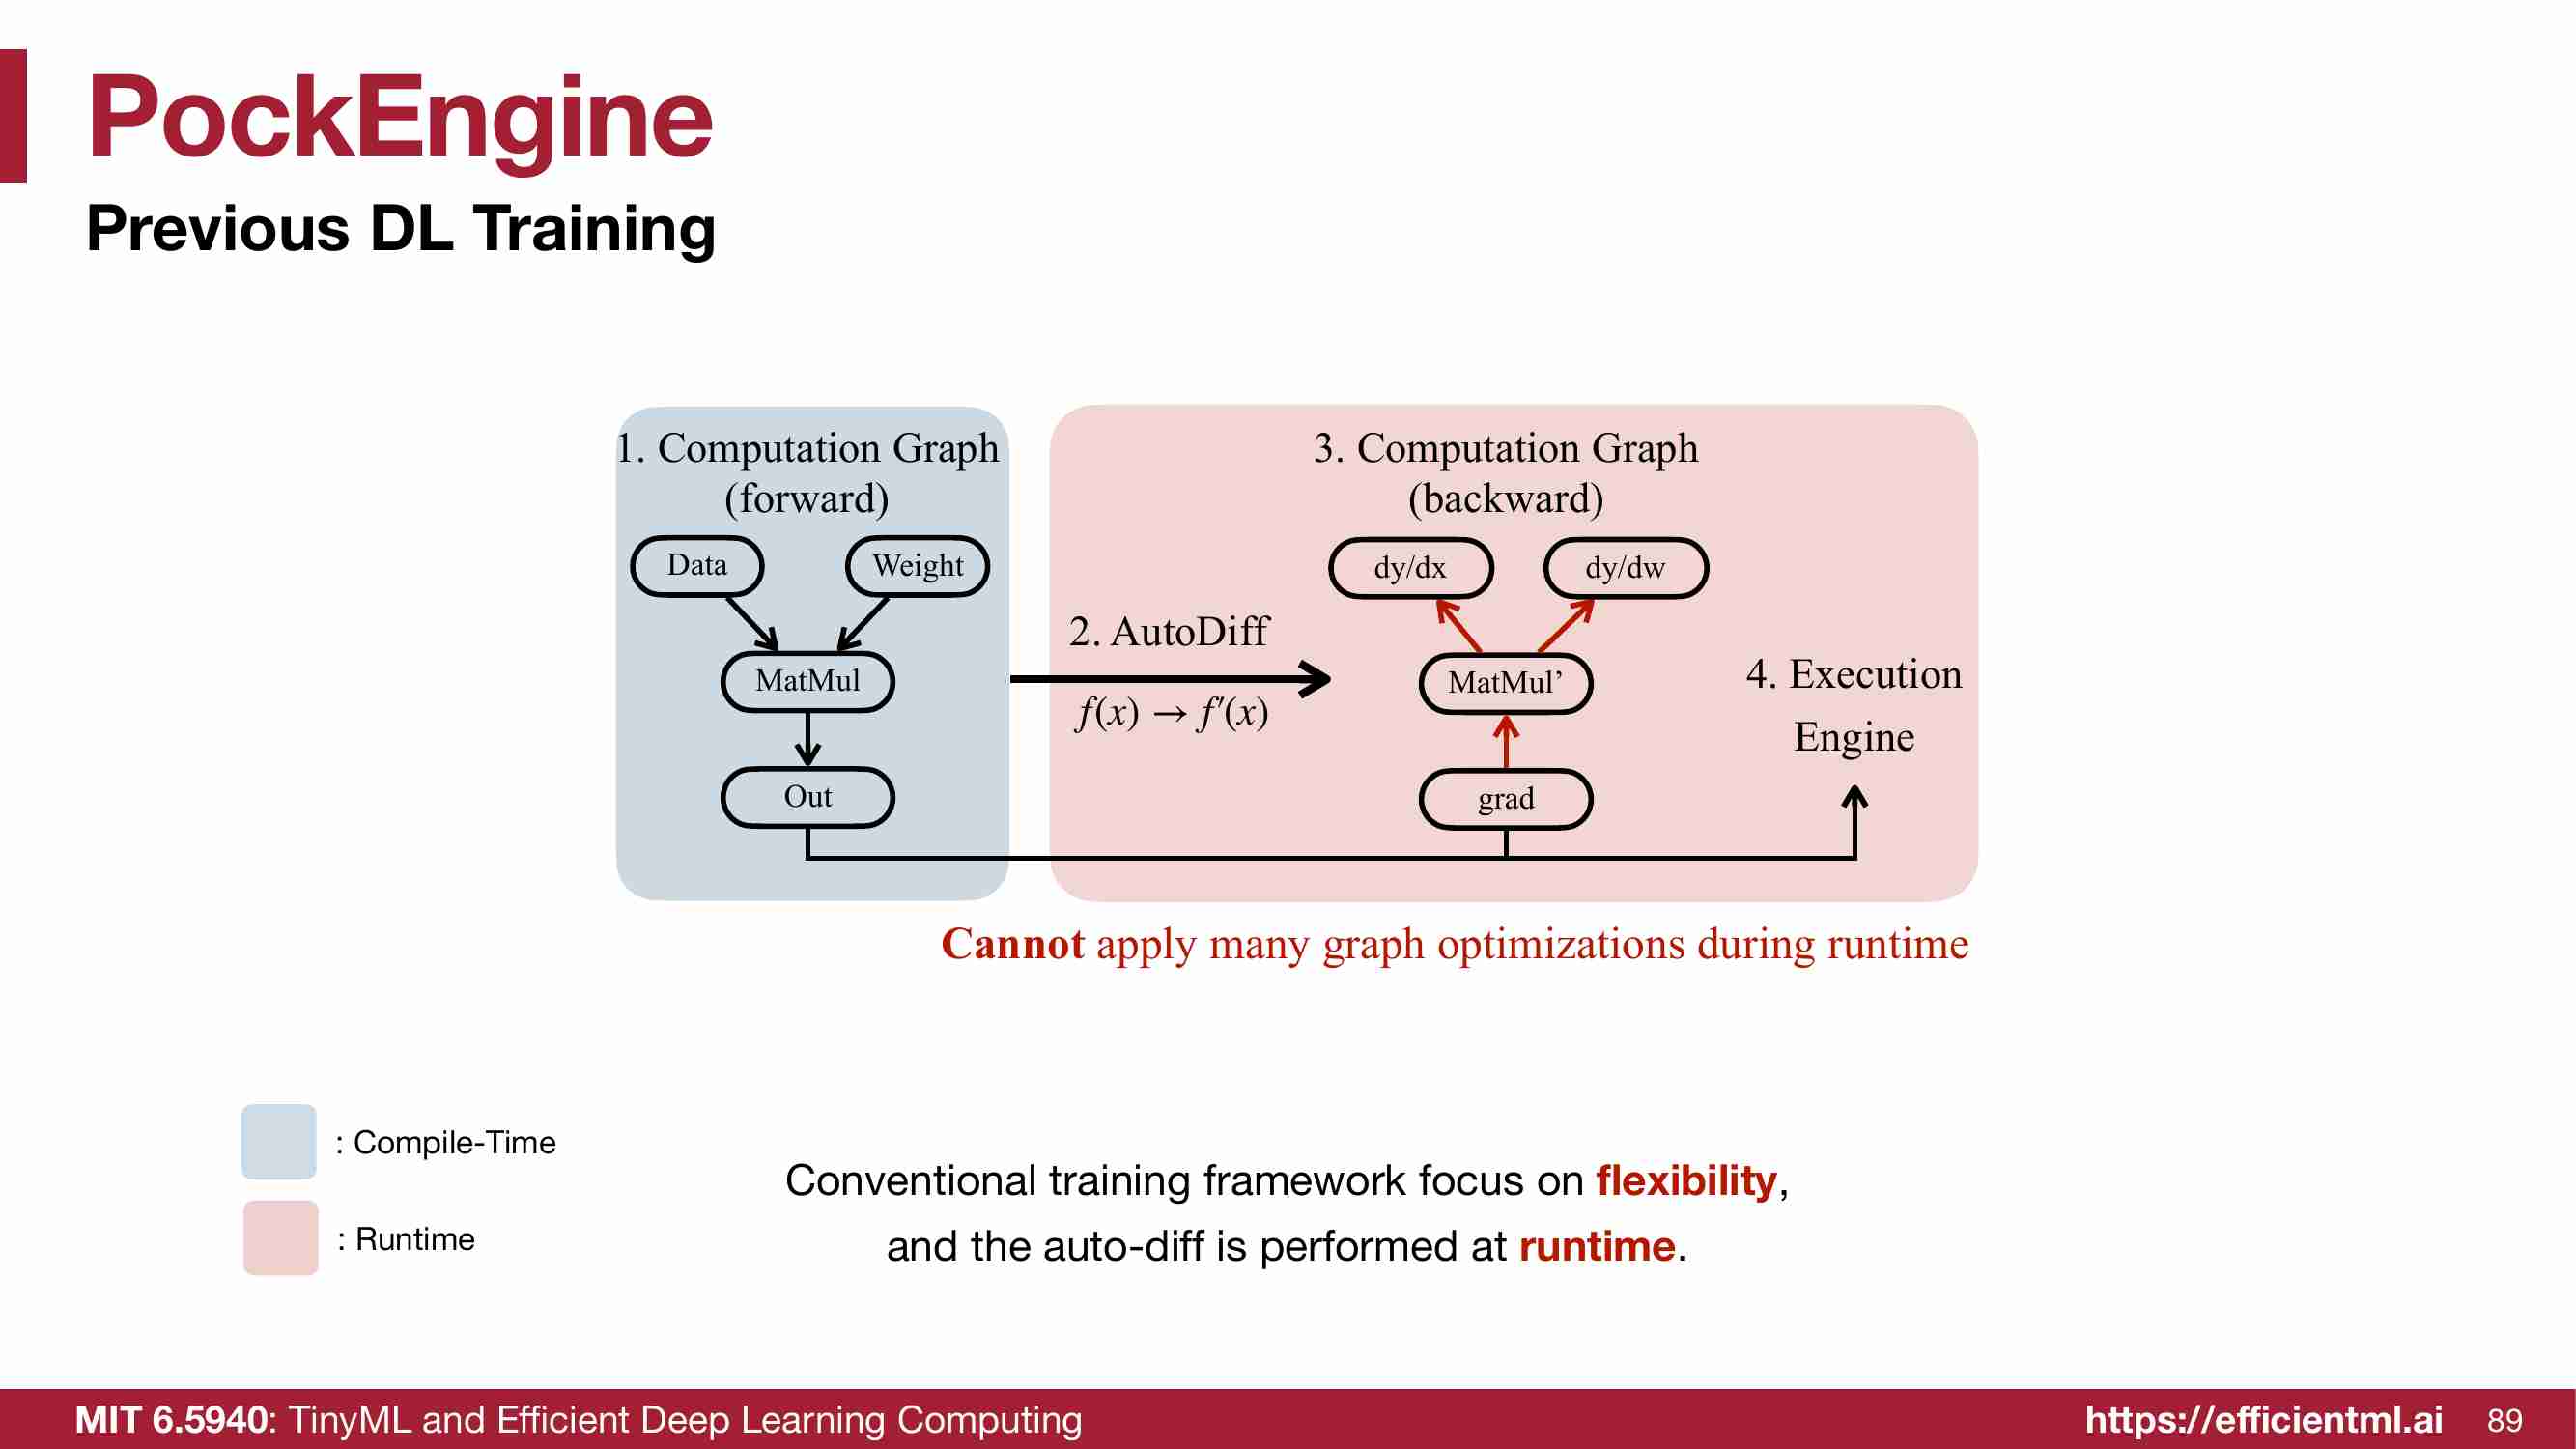 PockEngine
Previous DL Training
1. Computation Graph
(forward)
Data
Weight
MatMul
Out
2. AutoDiff
f(x) → f′(x)
3. Computation Graph
(backward)
dy/dx
dy/dw
MatMul’
grad
4. Execution
Engine
Cannot apply many graph optimizations during runtime
: Compile-Time
: Runtime
Conventional training framework focus on flexibility,
and the auto-diff is performed at runtime.
MIT 6.5940: TinyML and Efficient Deep Learning Computing
https://efficientml.ai
89